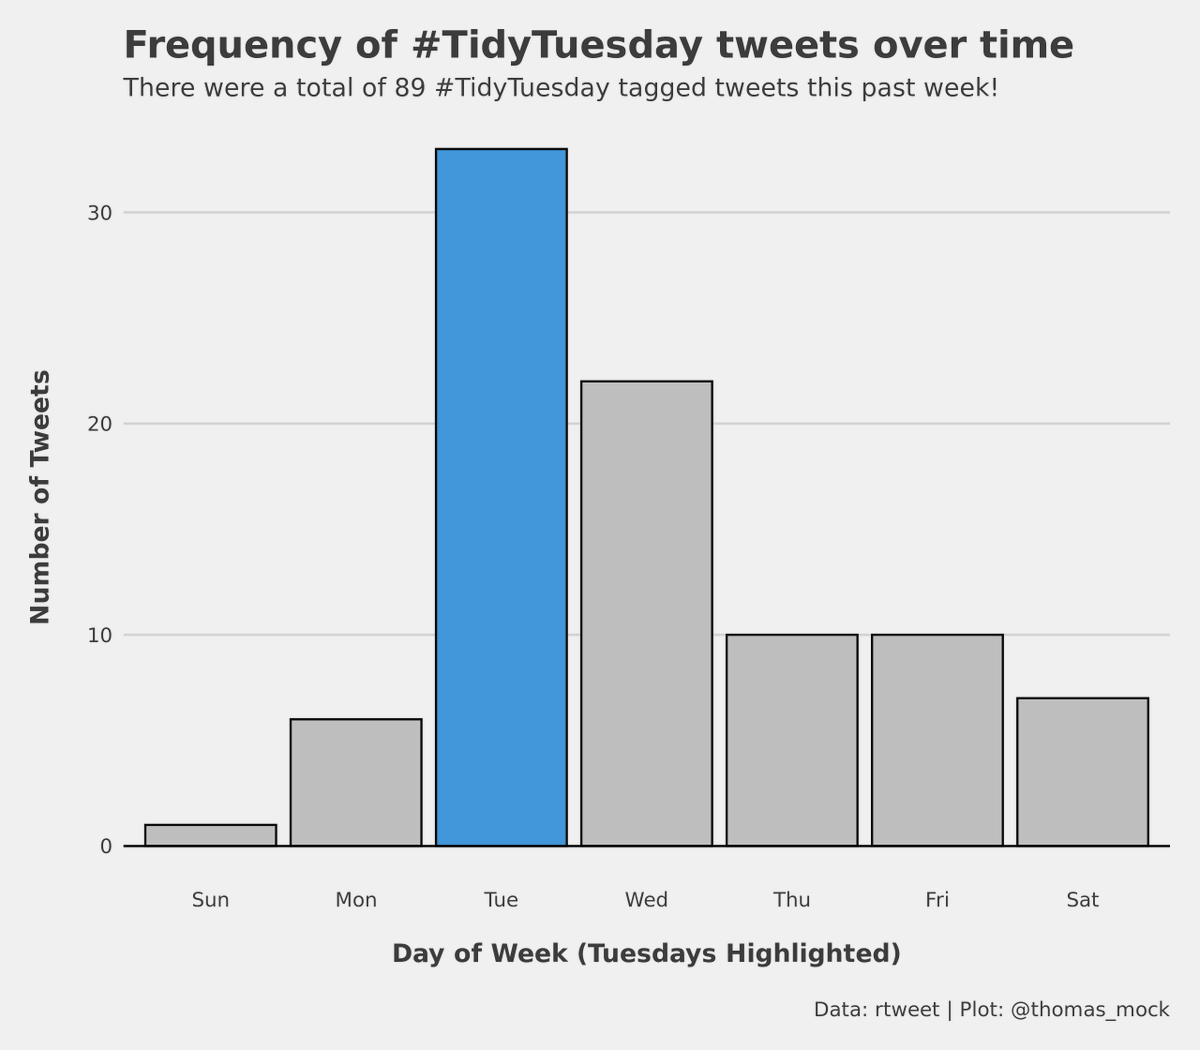 Frequency of #TidyTuesday tweets over time
There were a total of 89 #TidyTuesday tagged tweets this past week!
Number of Tweets
30
20
10
0
Sun Mon Tue Wed Thu Fri Sat
Day of Week (Tuesdays Highlighted)
Data: rtweet | Plot: @thomas_mock